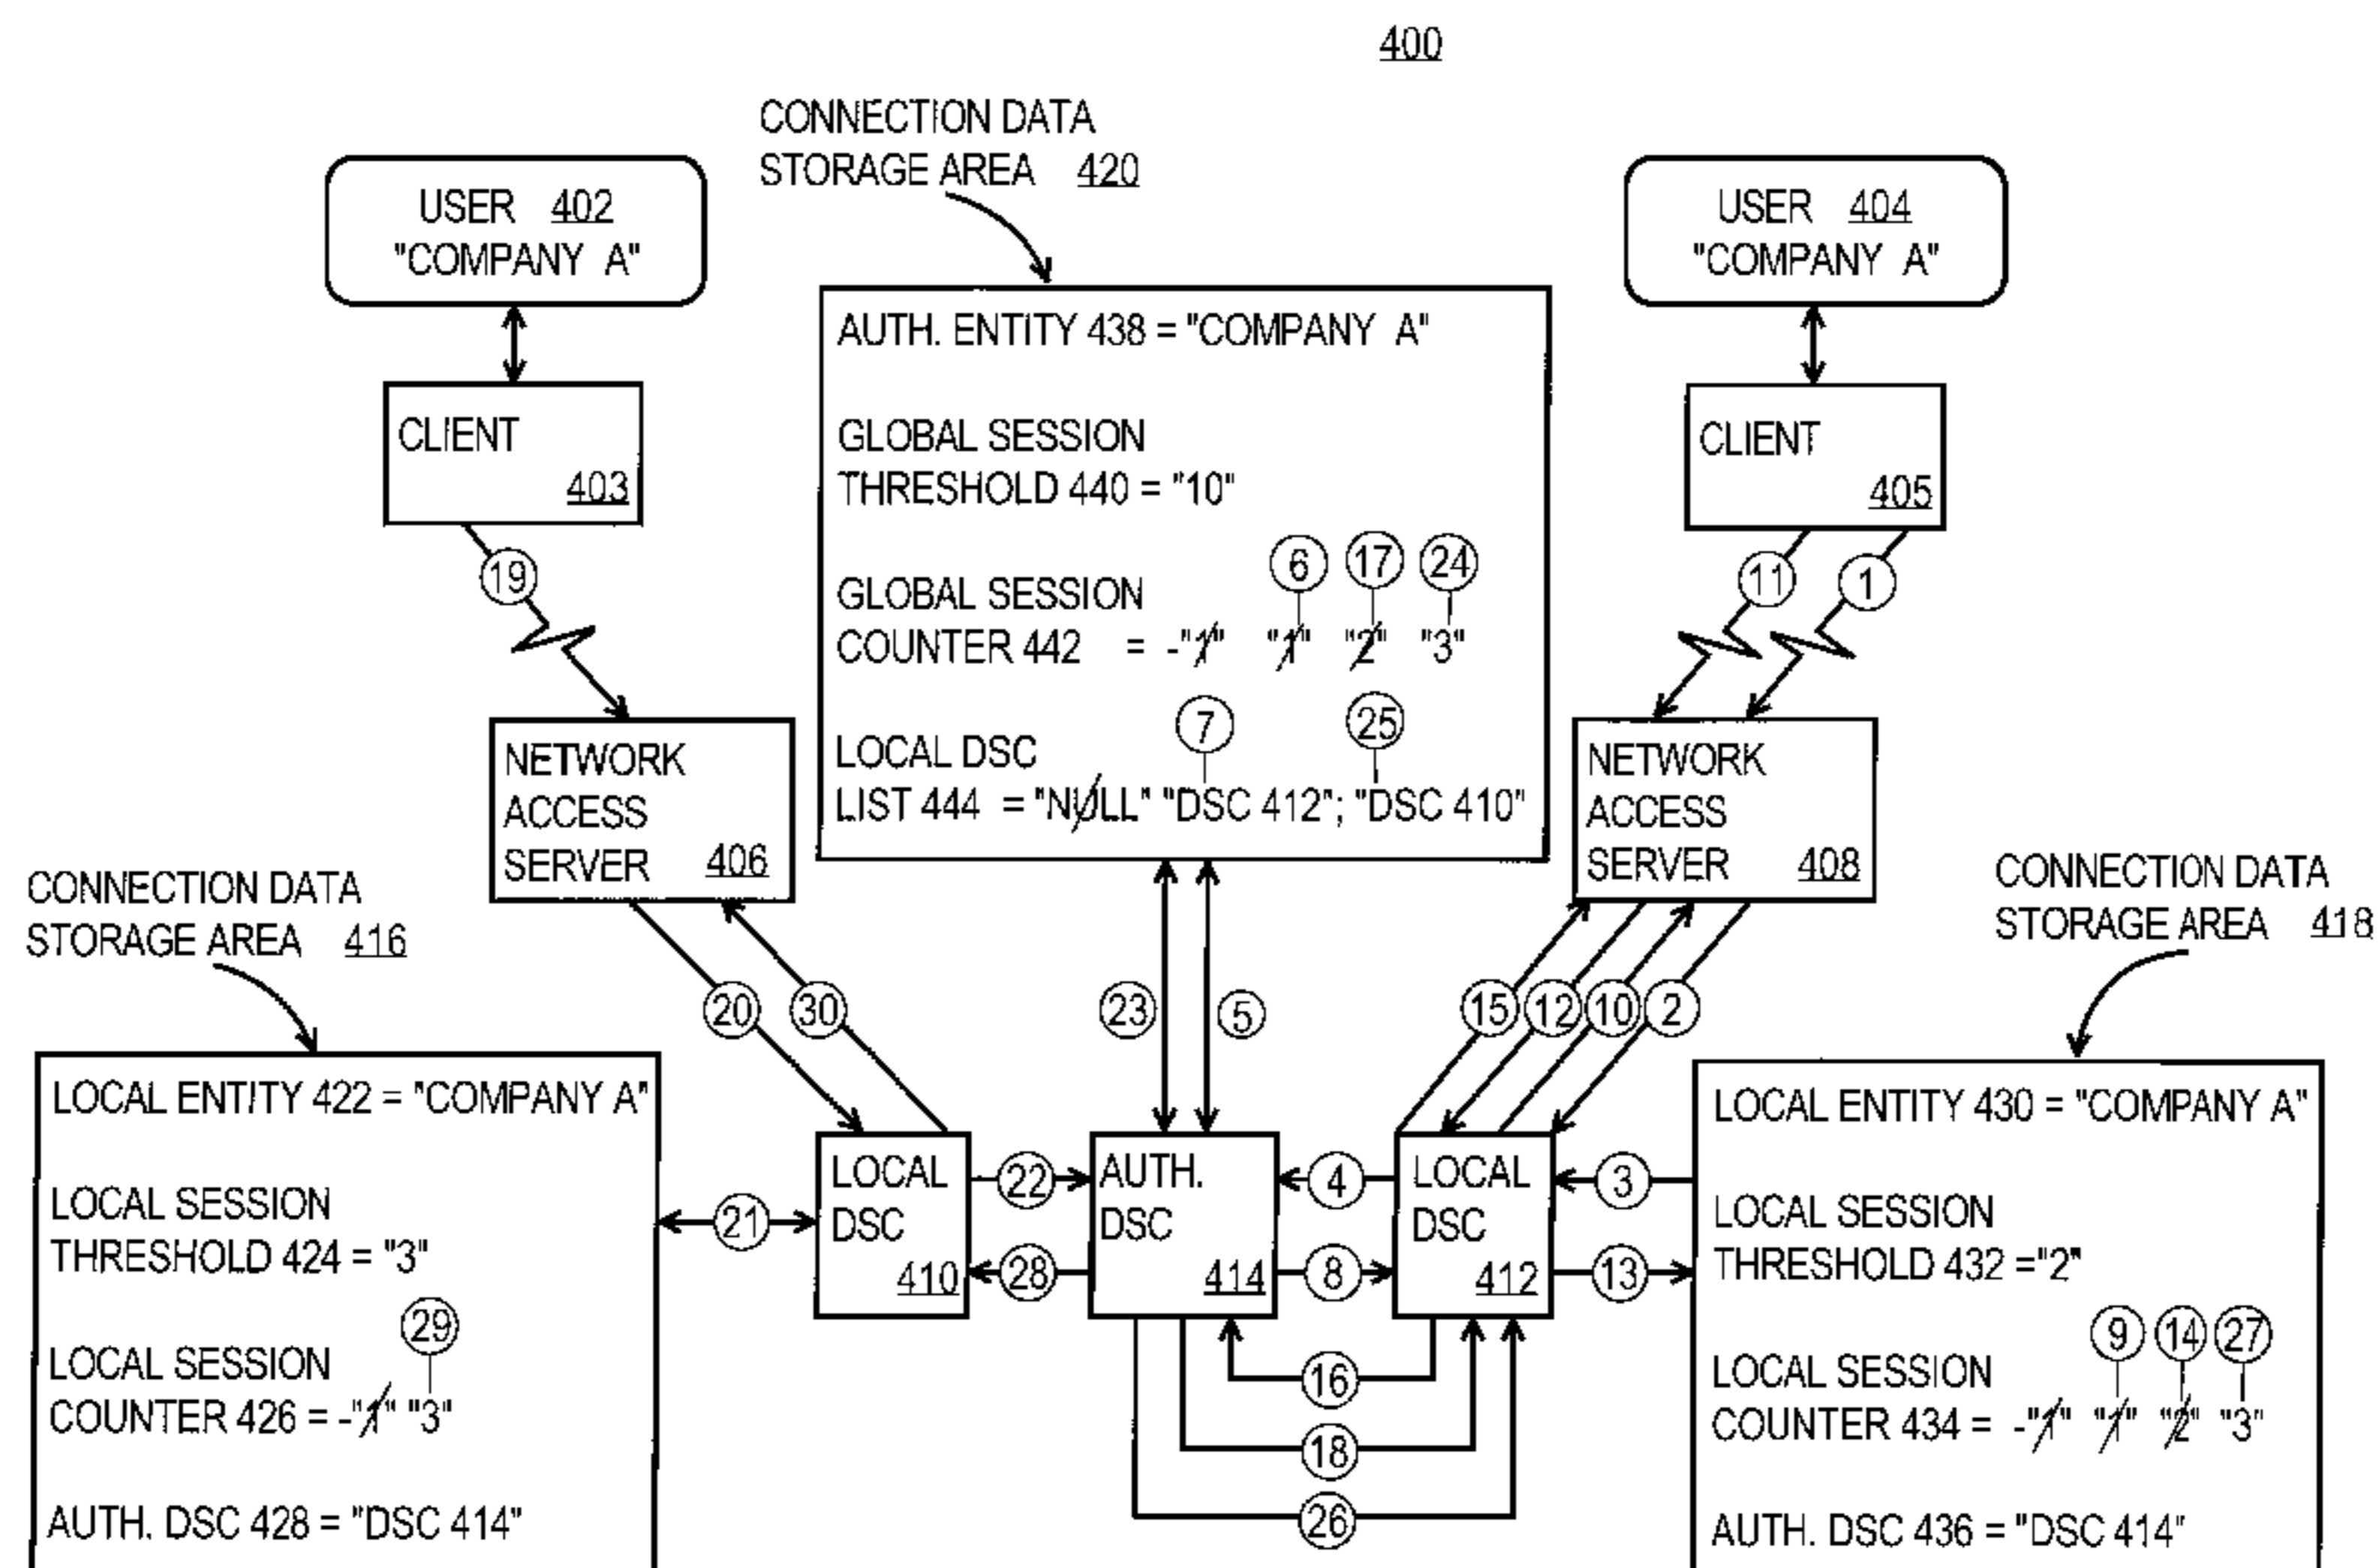 400
CONNECTION DATA
STORAGE AREA 420
USER 402
"COMPANY A"
USER 404
"COMPANY A"
AUTH. ENTITY 438 = "COMPANY A"
GLOBAL SESSION
THRESHOLD 440 = "10"
6 17 24
GLOBAL SESSION
COUNTER 442 = -"1" "1" "2" "3"
7 25
LOCAL DSC
LIST 444 = "NULL" "DSC 412"; "DSC 410"
CLIENT
403
CLIENT
405
19
11 1
NETWORK
ACCESS
SERVER 406
NETWORK
ACCESS
SERVER 408
CONNECTION DATA
STORAGE AREA 416
CONNECTION DATA
STORAGE AREA 418
20 30 23 5 15 12 10 2
LOCAL ENTITY 422 = "COMPANY A"
LOCAL SESSION
THRESHOLD 424 = "3"
29
LOCAL SESSION
COUNTER 426 = -"1" "3"
AUTH. DSC 428 = "DSC 414"
21
LOCAL
DSC
410
22
28
AUTH.
DSC
414
4
8
LOCAL
DSC
412
3
13
16
18
26
LOCAL ENTITY 430 = "COMPANY A"
LOCAL SESSION
THRESHOLD 432 ="2"
9 14 27
LOCAL SESSION
COUNTER 434 = -"1" "1" "2" "3"
AUTH. DSC 436 = "DSC 414"